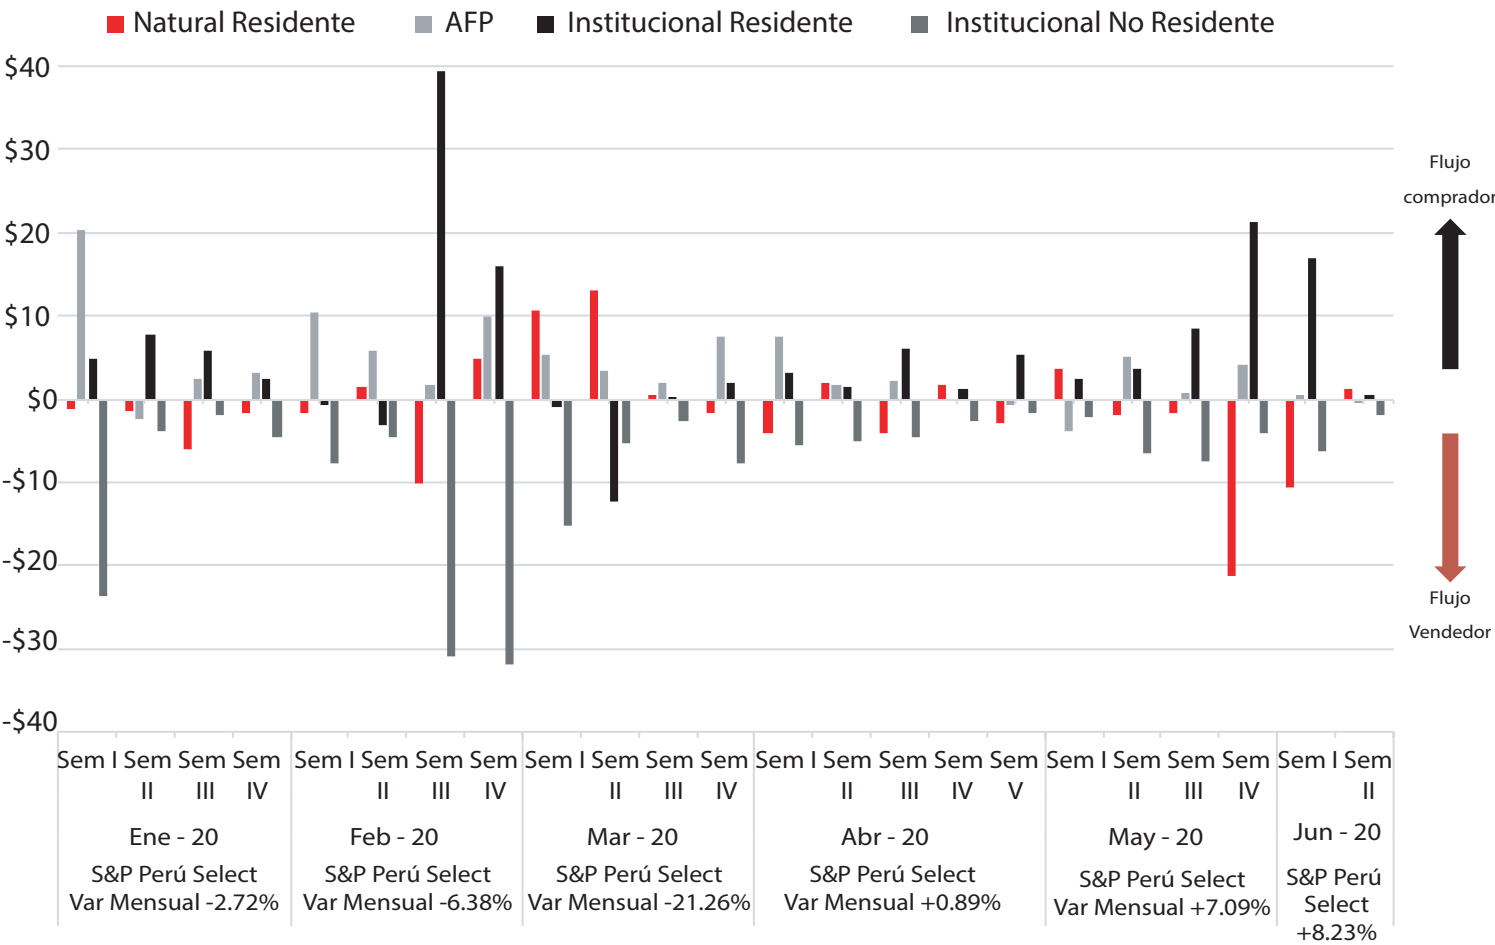 Natural Residente AFP Institucional Residente Institucional No Residente
$40
$30
$20
$10
$0
-$10
-$20
-$30
-$40
Flujo
comprador
Flujo
Vendedor
Sem I Sem II Sem III Sem IV Sem I Sem II Sem III Sem IV Sem I Sem II Sem III Sem IV Sem I Sem II Sem III Sem IV Sem V Sem I Sem II Sem III Sem IV Sem I Sem II
Ene - 20
S&P Perú Select
Var Mensual -2.72%
Feb - 20
S&P Perú Select
Var Mensual -6.38%
Mar - 20
S&P Perú Select
Var Mensual -21.26%
Abr - 20
S&P Perú Select
Var Mensual +0.89%
May - 20
S&P Perú Select
Var Mensual +7.09%
Jun - 20
S&P Perú
Select
+8.23%